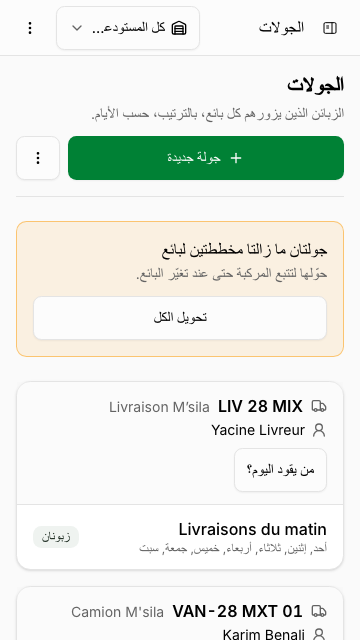 الجولات
كل المستودع...
الجولات
الزبائن الذين يزورهم كل بائع، بالترتيب، حسب الأيام.
جولة جديدة
جولتان ما زالتا مخططتين لبائع
حوّلها لتتبع المركبة حتى عند تغيّر البائع.
تحويل الكل
LIV 28 MIX Livraison M’sila
Yacine Livreur
من يقود اليوم؟
Livraisons du matin
زبونان
أحد, إثنين, ثلاثاء, أربعاء, خميس, جمعة, سبت
VAN-28 MXT 01 Camion M'sila
Karim Benali